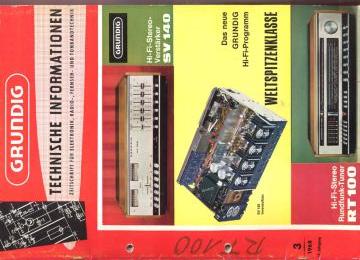 GRUNDIG
TECHNISCHE INFORMATIONEN
ZEITSCHRIFT FÜR ELEKTRONIK, RADIO-, FERNSEH- UND TONBANDTECHNIK
GRUNDIG
Hi-Fi-Stereo-
Verstärker
SV 140
Das neue
GRUNDIG
Hi-Fi-Programm
WELTSPITZENKLASSE
Hi-Fi-Stereo
Rundfunk-Tuner
RT 100
3
1968
RT 100